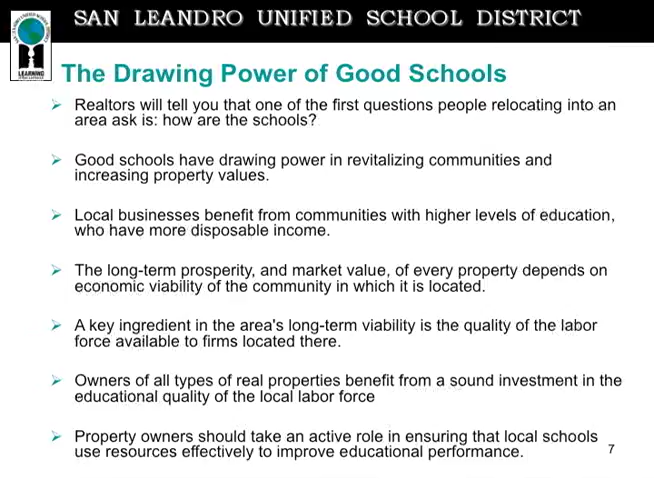 SAN LEANDRO UNIFIED SCHOOL DISTRICT
LEARNING
The Drawing Power of Good Schools
Realtors will tell you that one of the first questions people relocating into an
area ask is: how are the schools?
Good schools have drawing power in revitalizing communities and
increasing property values.
Local businesses benefit from communities with higher levels of education,
who have more disposable income.
The long-term prosperity, and market value, of every property depends on
economic viability of the community in which it is located.
A key ingredient in the area's long-term viability is the quality of the labor
force available to firms located there.
Owners of all types of real properties benefit from a sound investment in the
educational quality of the local labor force
Property owners should take an active role in ensuring that local schools
use resources effectively to improve educational performance.
7